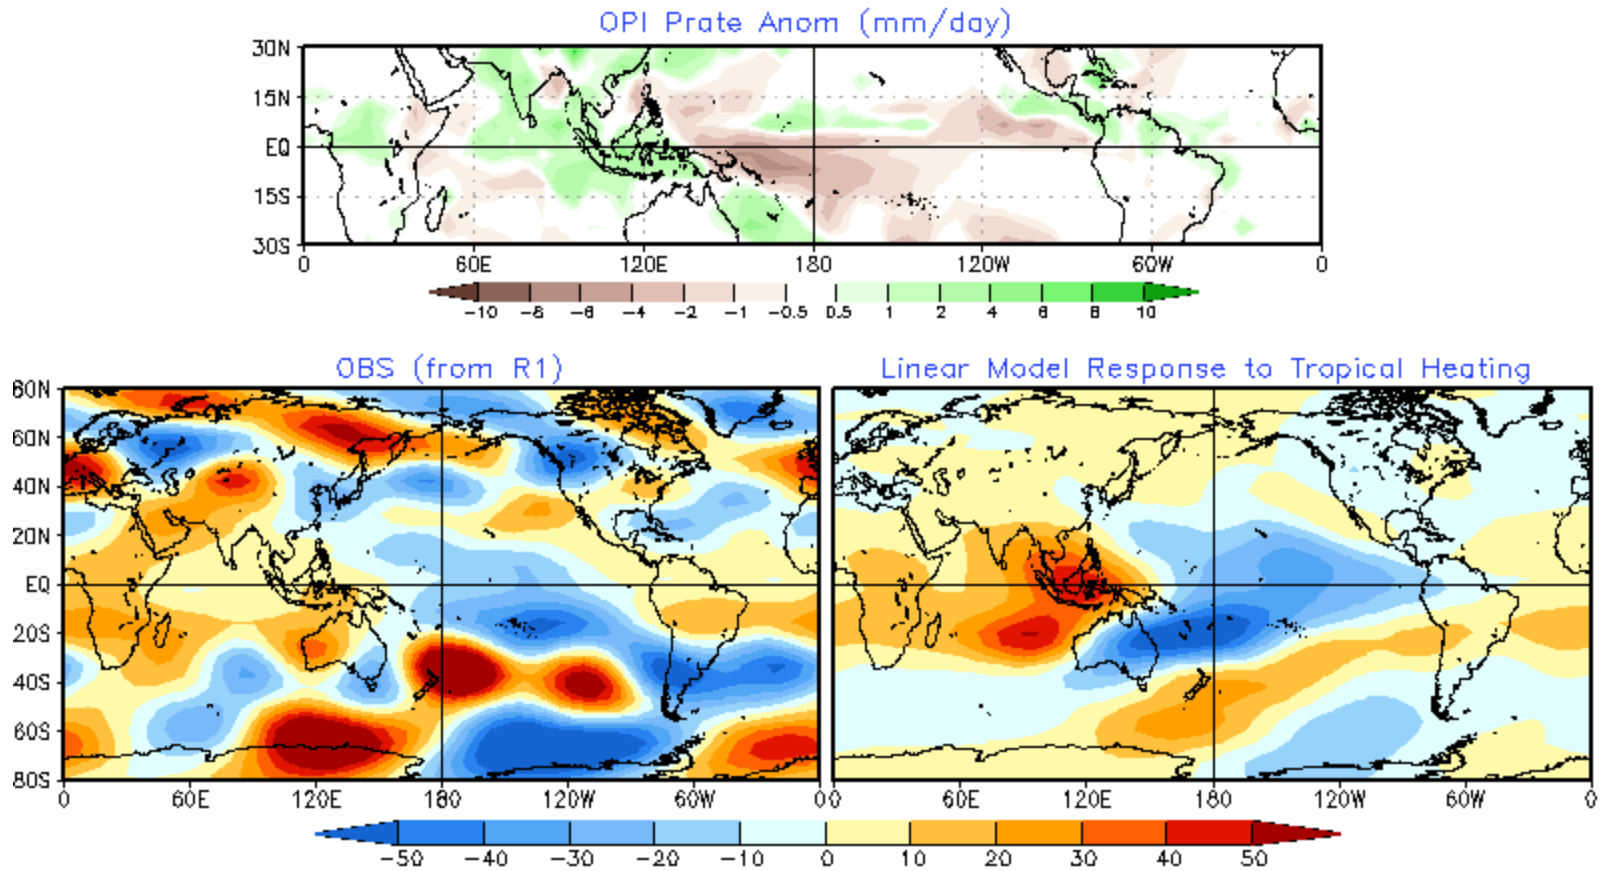 OPI Prate Anom (mm/day)
30N
15N
EQ
15S
30S
0 60E 120E 180 120W 60W 0
-10 -8 -6 -4 -2 -1 -0.5 0.5 1 2 4 6 8 10
OBS (from R1) Linear Model Response to Tropical Heating
80N
60N
40N
20N
EQ
20S
40S
60S
80S
0 60E 120E 180 120W 60W 0 0 60E 120E 180 120W 60W 0
-50 -40 -30 -20 -10 0 10 20 30 40 50